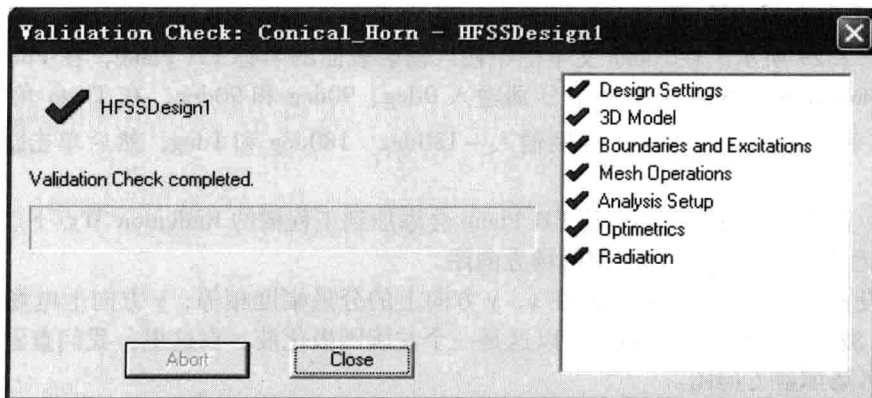 Validation Check: Conical_Horn - HFSSDesign1
HFSSDesign1
Validation Check completed.
Abort
Close
Design Settings
3D Model
Boundaries and Excitations
Mesh Operations
Analysis Setup
Optimetrics
Radiation